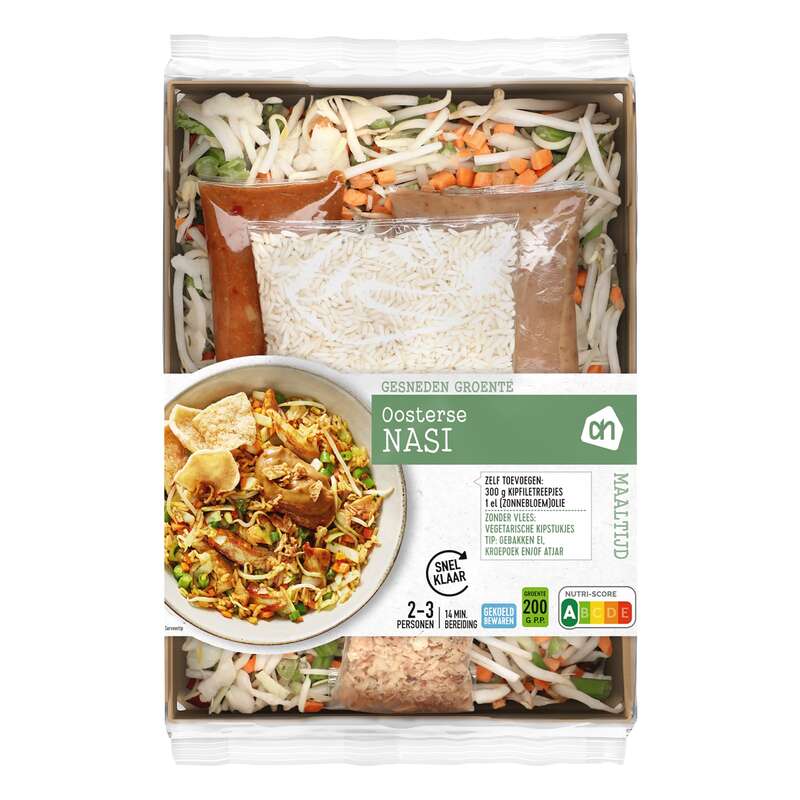 GESNEDEN GROENTE
Oosterse
NASI
ah
MAALTIJD
ZELF TOEVOEGEN:
300 g KIPFILETREEPJES
1 el (ZONNEBLOEM)OLIE
ZONDER VLEES:
VEGETARISCHE KIPSTUKJES
TIP: GEBAKKEN EI,
KROEPOEK EN/OF ATJAR
SNEL
KLAAR
2-3
PERSONEN
14 MIN.
BEREIDING
GEKOELD
BEWAREN
GROENTE
200
G P.P.
NUTRI-SCORE
A B C D E
Serveertip